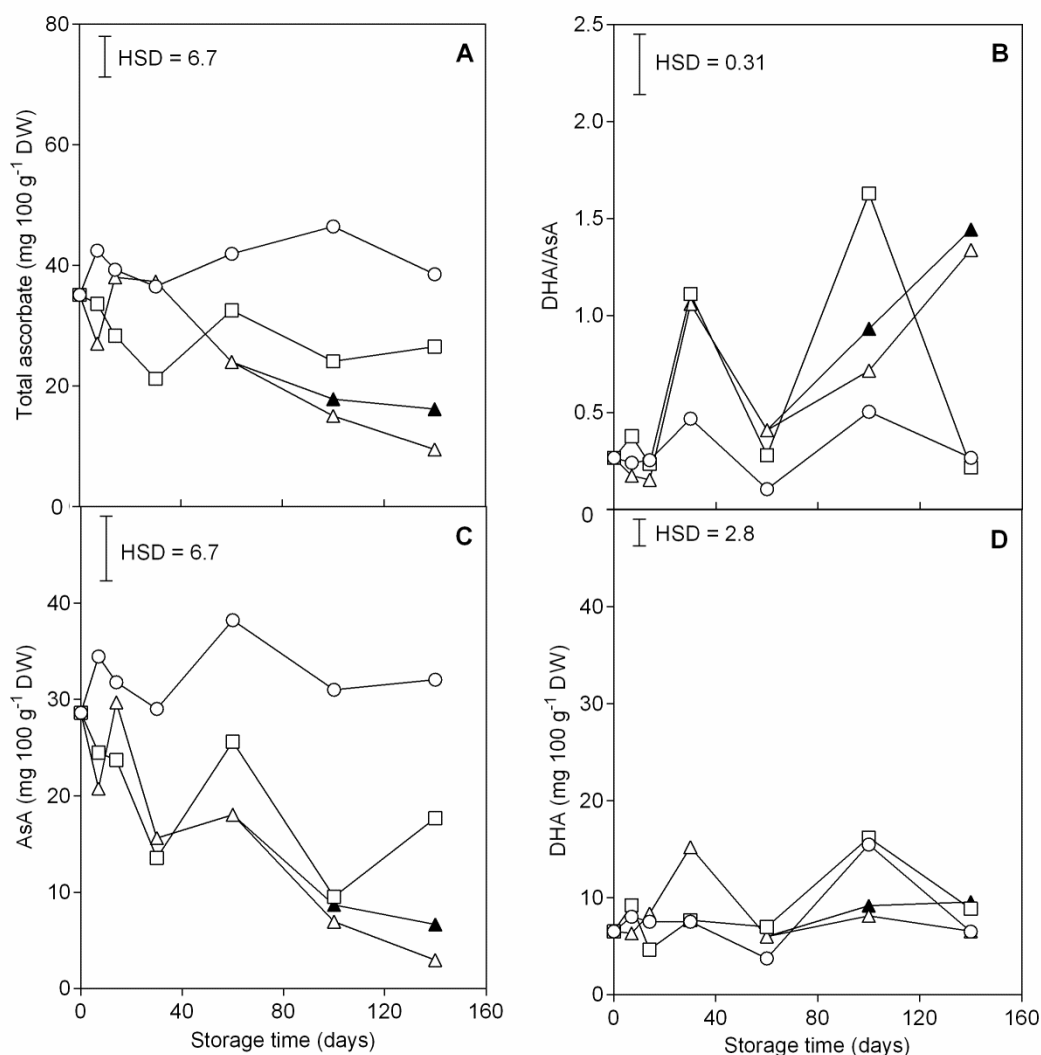 80
60
40
20
0
Total ascorbate (mg 100 g⁻¹ DW)
HSD = 6.7
A
2.5
2.0
1.5
1.0
0.5
0
DHA/AsA
HSD = 0.31
B
40
30
20
10
0
AsA (mg 100 g⁻¹ DW)
HSD = 6.7
C
0 40 80 120 160
Storage time (days)
40
30
20
10
0
DHA (mg 100 g⁻¹ DW)
HSD = 2.8
D
0 40 80 120 160
Storage time (days)